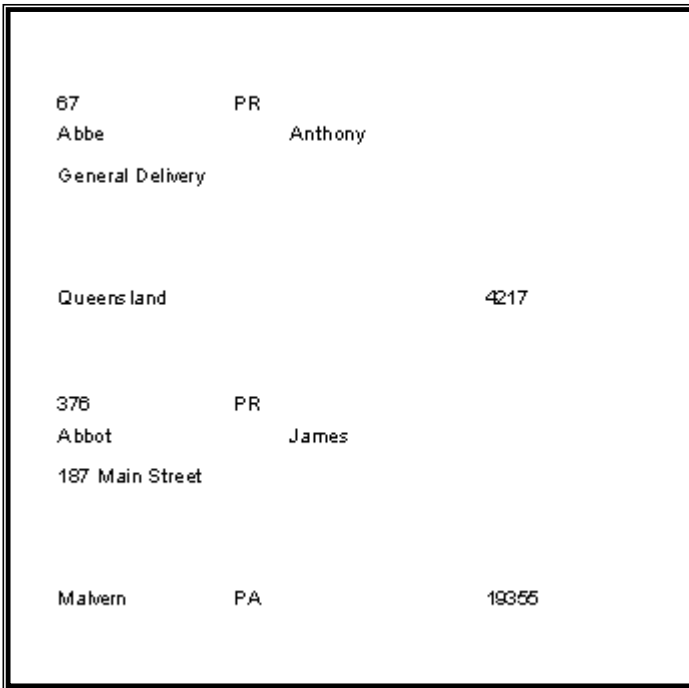 67 PR
Abbe Anthony
General Delivery
Queensland 4217
376 PR
Abbot James
187 Main Street
Malvern PA 19355